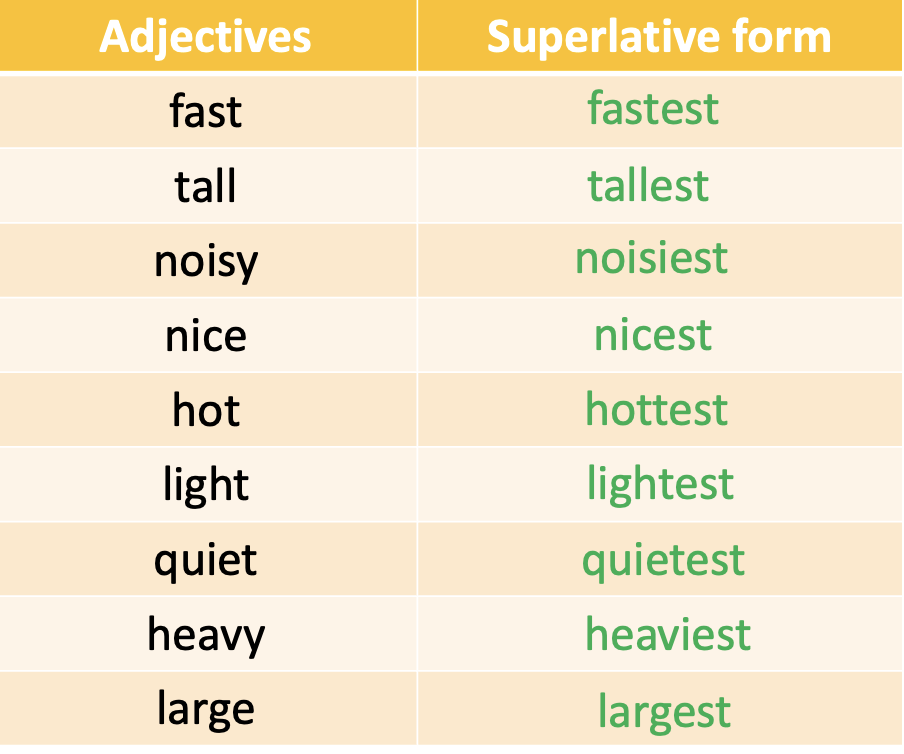 Adjectives Superlative form
fast fastest
tall tallest
noisy noisiest
nice nicest
hot hottest
light lightest
quiet quietest
heavy heaviest
large largest